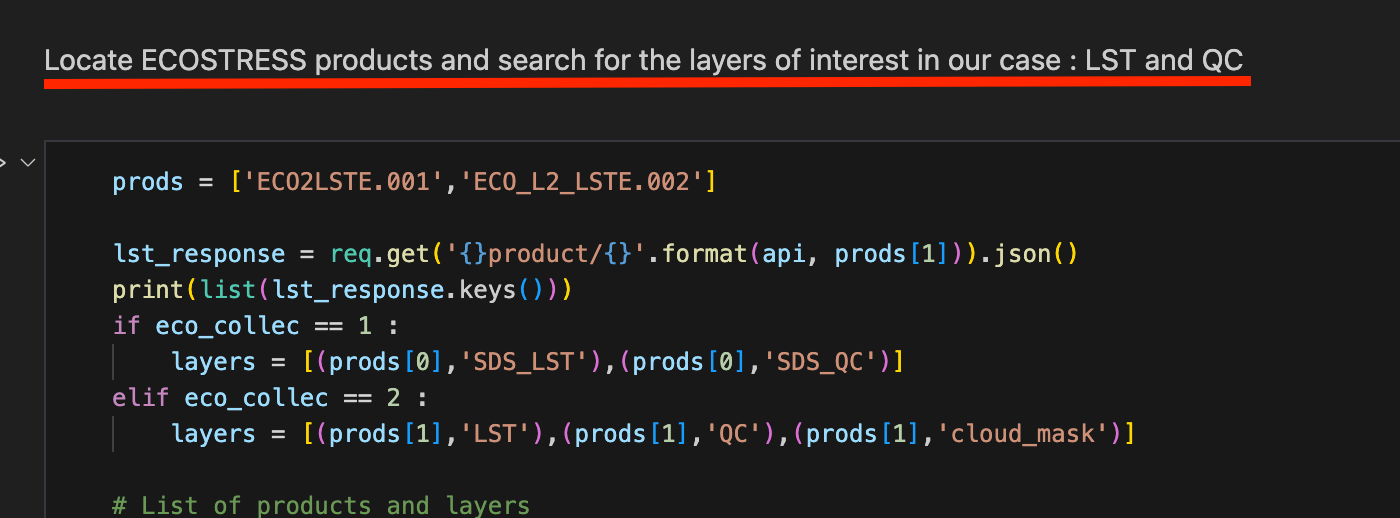 Locate ECOSTRESS products and search for the layers of interest in our case : LST and QC
prods = ['ECO2LSTE.001','ECO_L2_LSTE.002']
lst_response = req.get('{}product/{}'.format(api, prods[1])).json()
print(list(lst_response.keys()))
if eco_collec == 1 :
    layers = [(prods[0],'SDS_LST'),(prods[0],'SDS_QC')]
elif eco_collec == 2 :
    layers = [(prods[1],'LST'),(prods[1],'QC'),(prods[1],'cloud_mask')]
# List of products and layers